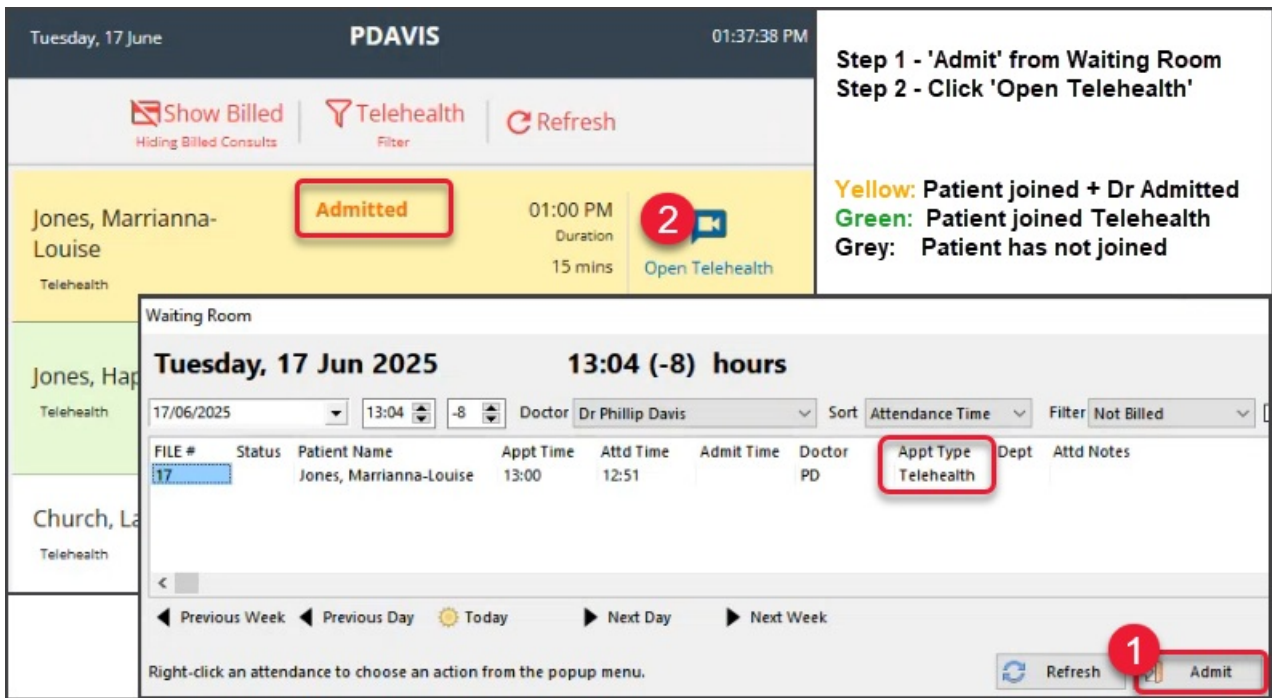 Tuesday, 17 June PDAVIS 01:37:38 PM
Show Billed
Hiding Billed Consults
Telehealth
Filter
Refresh
Jones, Marrianna-
Louise
Telehealth
Admitted
01:00 PM
Duration
15 mins
2
Open Telehealth
Step 1 - 'Admit' from Waiting Room
Step 2 - Click 'Open Telehealth'
Yellow: Patient joined + Dr Admitted
Green: Patient joined Telehealth
Grey: Patient has not joined
Jones, Hap
Telehealth
Church, La
Telehealth
Waiting Room
Tuesday, 17 Jun 2025 13:04 (-8) hours
17/06/2025 13:04 -8 Doctor Dr Phillip Davis Sort Attendance Time Filter Not Billed
FILE # Status Patient Name Appt Time Attd Time Admit Time Doctor Appt Type Dept Attd Notes
17 Jones, Marrianna-Louise 13:00 12:51 PD Telehealth
Previous Week Previous Day Today Next Day Next Week
Right-click an attendance to choose an action from the popup menu.
Refresh
1
Admit